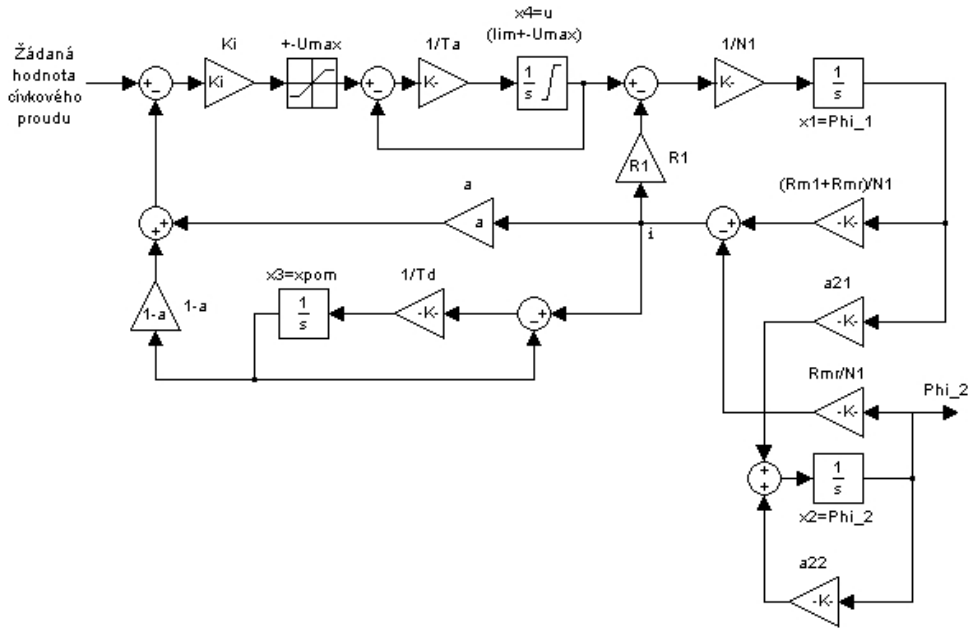 x4=u
(lim+-Umax)
Ki
+-Umax
1/Ta
1/N1
Žádaná
hodnota
cívkového
proudu
+
-
Ki
+
-
K-
1
s
+
-
K-
1
s
x1=Phi_1
R1
R1
a
(Rm1+Rmr)/N1
+
+
a
i
-
+
-K-
x3=xpom
1/Td
a21
1-a
1-a
1
s
-K-
-
+
-K-
Rmr/N1
-K-
Phi_2
+
+
1
s
x2=Phi_2
a22
-K-